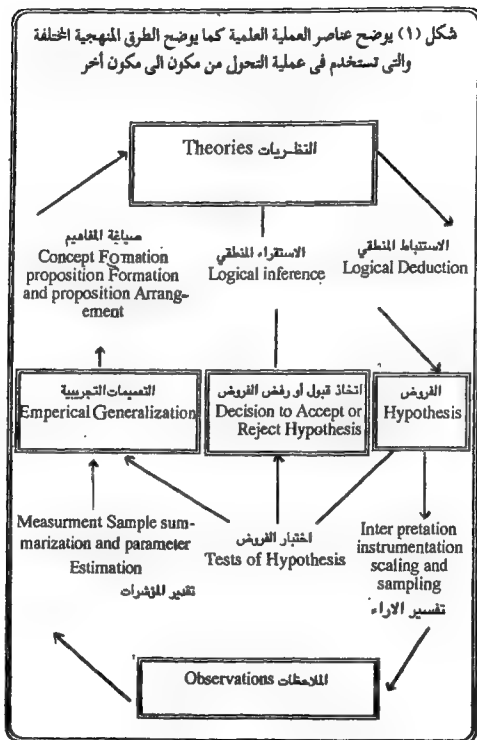 شكل (١) يوضح عناصر العملية العلمية كما يوضح الطرق المنهجية المختلفة
والتى تستخدم فى عملية التحول من مكون الى مكون أخر
النظريات Theories
صياغة المفاهيم
Concept Formation
proposition Formation
and proposition Arrang-
ement
الاستقراء المنطقي
Logical inference
الاستنباط المنطقي
Logical Deduction
التعميمات التجريبية
Emperical Generalization
اتخاذ قبول أو رفض الفروض
Decision to Accept or
Reject Hypothesis
الفروض
Hypothesis
Measurment Sample sum-
marization and parameter
Estimation
تقدير المؤشرات
اختبار الفروض
Tests of Hypothesis
Inter pretation
instrumentation
scaling and
sampling
تفسير الاراء
الملاحظات Observations